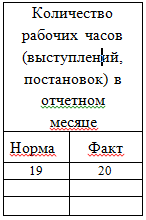 Количество
рабочих часов
(выступлений,
постановок) в
отчетном
месяце
Норма Факт
19 20